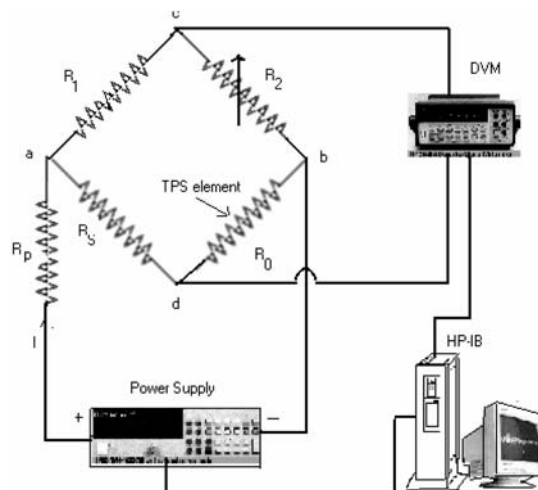 c
R1
R2
DVM
a
b
TPS element
Rp
RS
R0
d
I
HP-IB
Power Supply
+
—